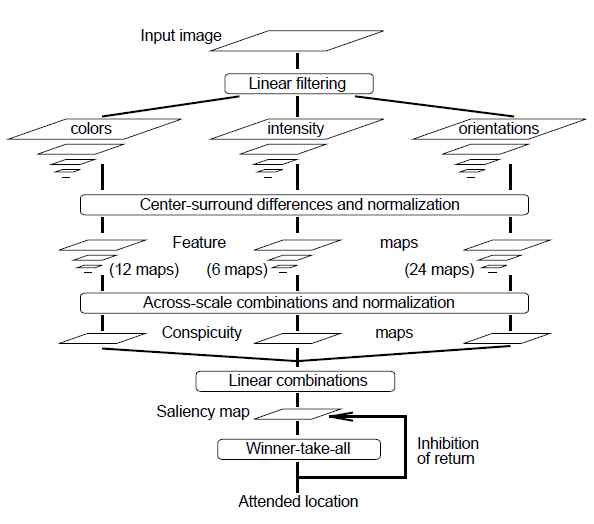 Input image
Linear filtering
colors intensity orientations
Center-surround differences and normalization
Feature maps
(12 maps) (6 maps) (24 maps)
Across-scale combinations and normalization
Conspicuity maps
Linear combinations
Saliency map
Winner-take-all
Inhibition
of return
Attended location